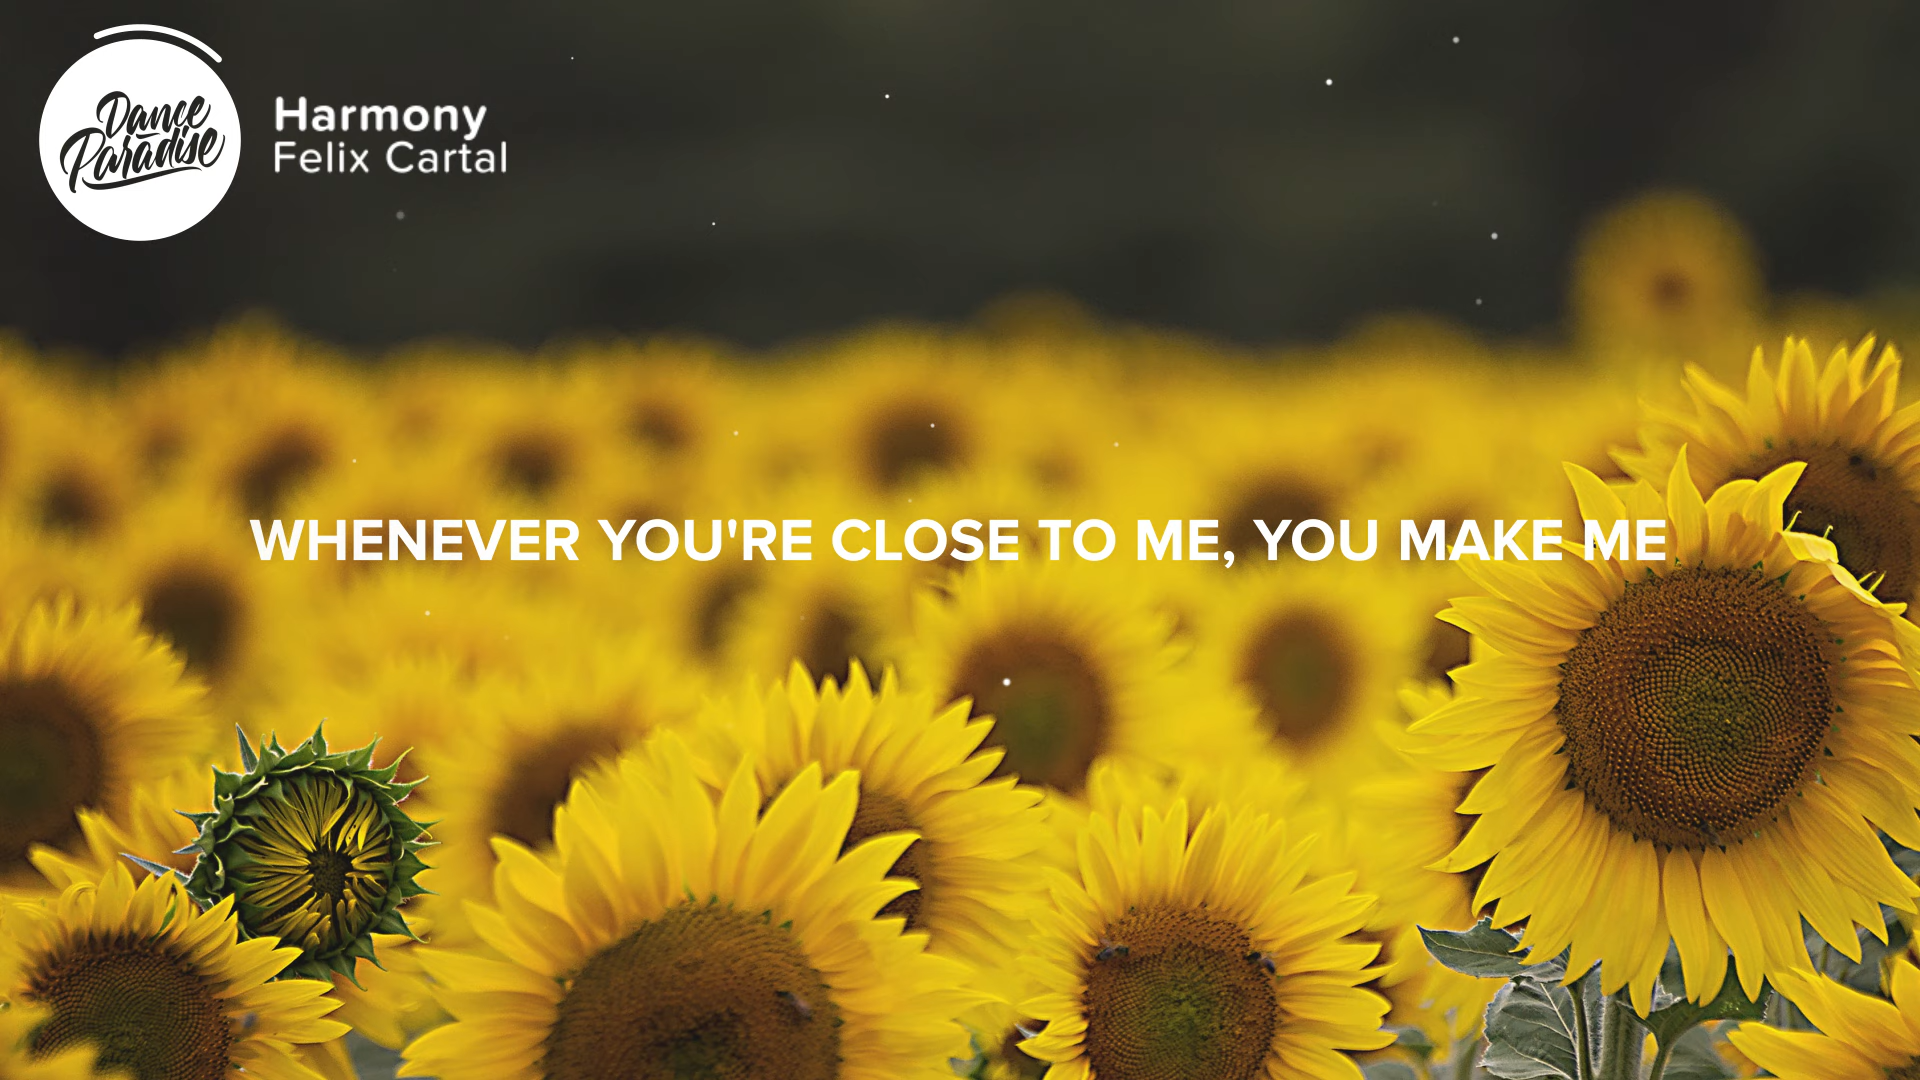 Dance
Paradise
Harmony
Felix Cartal
WHENEVER YOU'RE CLOSE TO ME, YOU MAKE ME